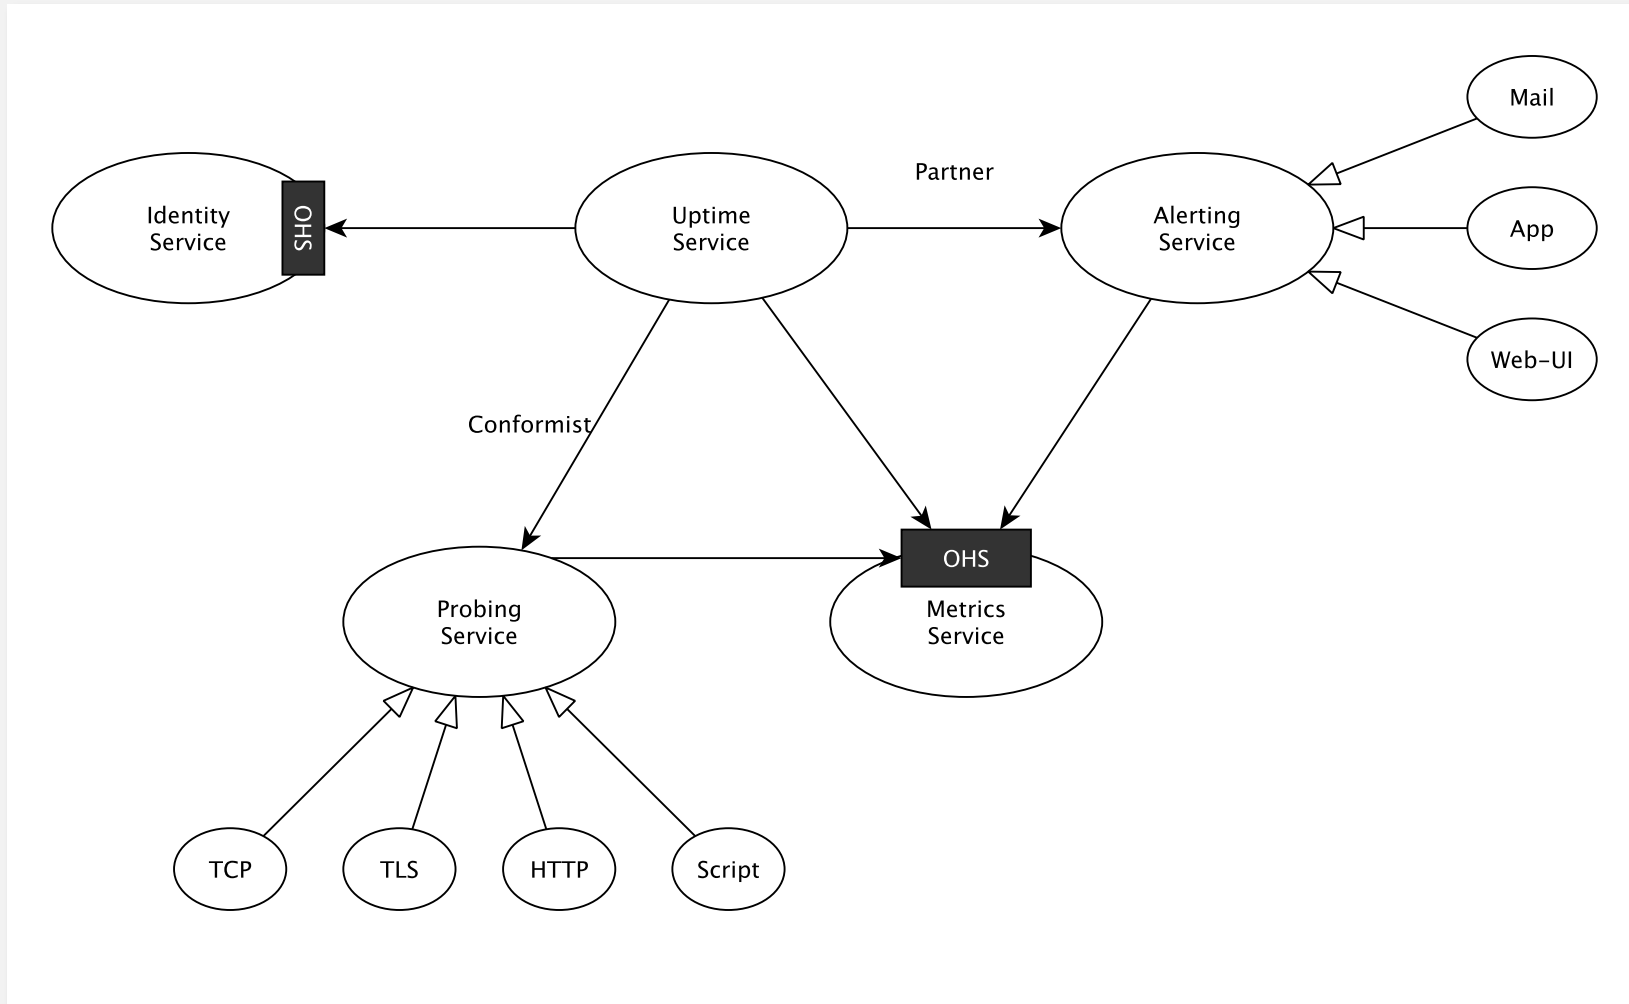 Mail
Partner
Identity
Service
OHS
Uptime
Service
Alerting
Service
App
Web-UI
Conformist
OHS
Probing
Service
Metrics
Service
TCP
TLS
HTTP
Script